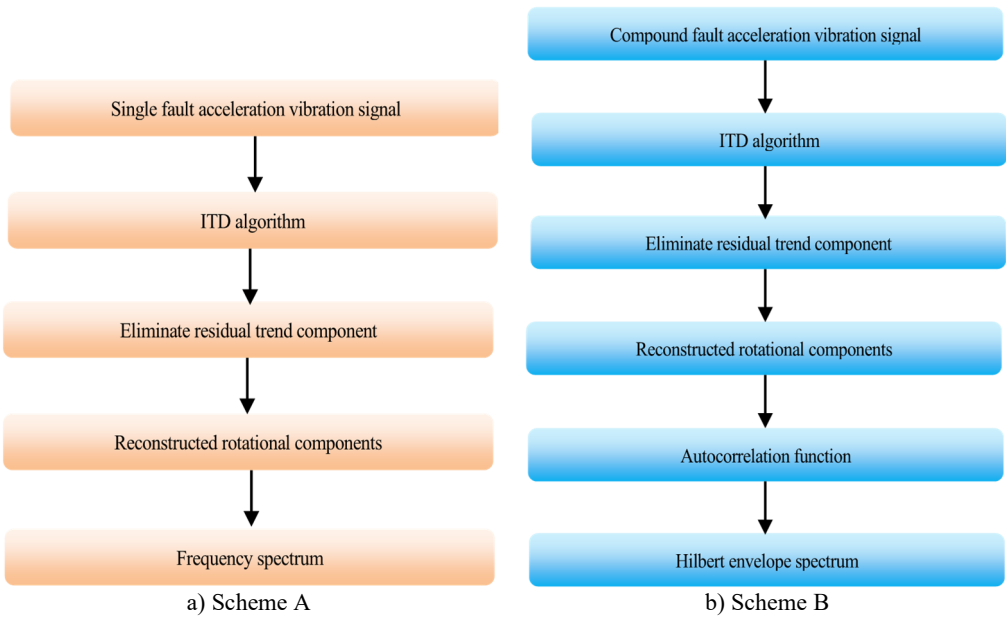 Single fault acceleration vibration signal
ITD algorithm
Eliminate residual trend component
Reconstructed rotational components
Frequency spectrum
a) Scheme A
Compound fault acceleration vibration signal
ITD algorithm
Eliminate residual trend component
Reconstructed rotational components
Autocorrelation function
Hilbert envelope spectrum
b) Scheme B